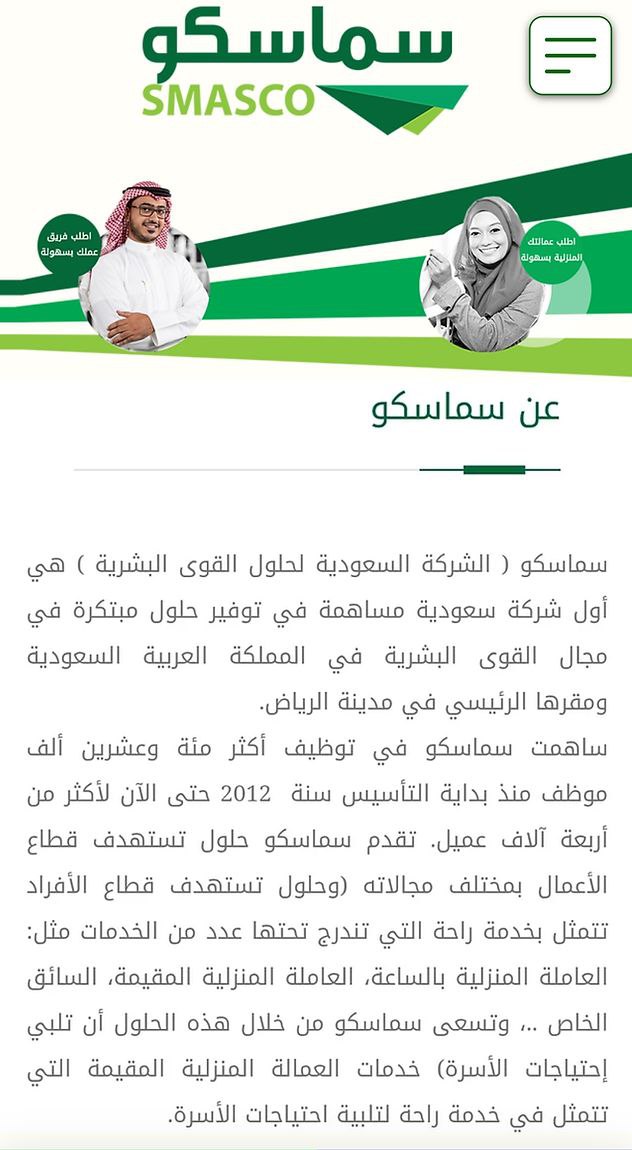 سماسكو
SMASCO
اطلب فريق
عملك بسهولة
اطلب عمالتك
المنزلية بسهولة
عن سماسكو
سماسكو ( الشركة السعودية لحلول القوى البشرية ) هي
أول شركة سعودية مساهمة في توفير حلول مبتكرة في
مجال القوى البشرية في المملكة العربية السعودية
ومقرها الرئيسي في مدينة الرياض.
ساهمت سماسكو في توظيف أكثر مئة وعشرين ألف
موظف منذ بداية التأسيس سنة 2012 حتى الآن لأكثر من
أربعة آلاف عميل. تقدم سماسكو حلول تستهدف قطاع
الأعمال بمختلف مجالاته (وحلول تستهدف قطاع الأفراد
تتمثل بخدمة راحة التي تندرج تحتها عدد من الخدمات مثل:
العاملة المنزلية بالساعة، العاملة المنزلية المقيمة، السائق
الخاص ..، وتسعى سماسكو من خلال هذه الحلول أن تلبي
إحتياجات الأسرة) خدمات العمالة المنزلية المقيمة التي
تتمثل في خدمة راحة لتلبية احتياجات الأسرة.